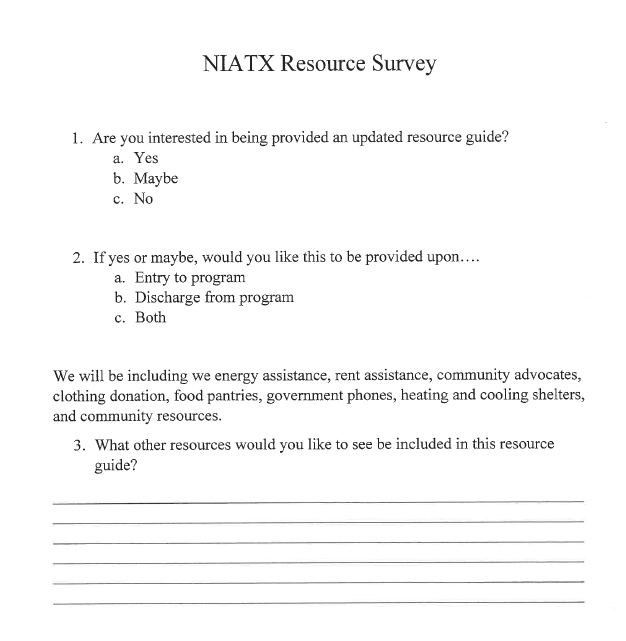 NIATX Resource Survey
1. Are you interested in being provided an updated resource guide?
a. Yes
b. Maybe
c. No
2. If yes or maybe, would you like this to be provided upon….
a. Entry to program
b. Discharge from program
c. Both
We will be including we energy assistance, rent assistance, community advocates,
clothing donation, food pantries, government phones, heating and cooling shelters,
and community resources.
3. What other resources would you like to see be included in this resource
guide?